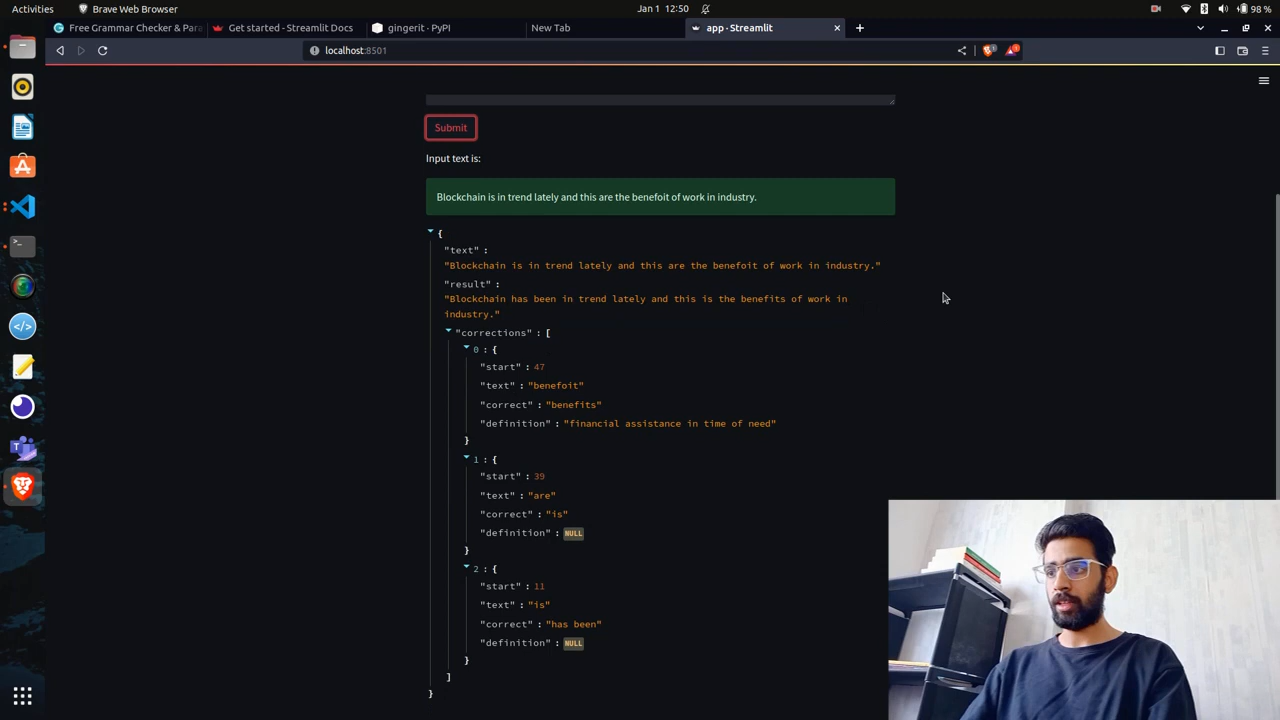 Activities
Brave Web Browser
Jan 1 12:50
98 %
Free Grammar Checker & Para
Get started - Streamlit Docs
gingerit · PyPI
New Tab
app · Streamlit
localhost:8501
Submit
Input text is:
Blockchain is in trend lately and this are the benefoit of work in industry.
{
"text" :
"Blockchain is in trend lately and this are the benefoit of work in industry."
"result" :
"Blockchain has been in trend lately and this is the benefits of work in
industry."
"corrections" : [
0 : {
"start" : 47
"text" : "benefoit"
"correct" : "benefits"
"definition" : "financial assistance in time of need"
}
1 : {
"start" : 39
"text" : "are"
"correct" : "is"
"definition" : NULL
}
2 : {
"start" : 11
"text" : "is"
"correct" : "has been"
"definition" : NULL
}
]
}